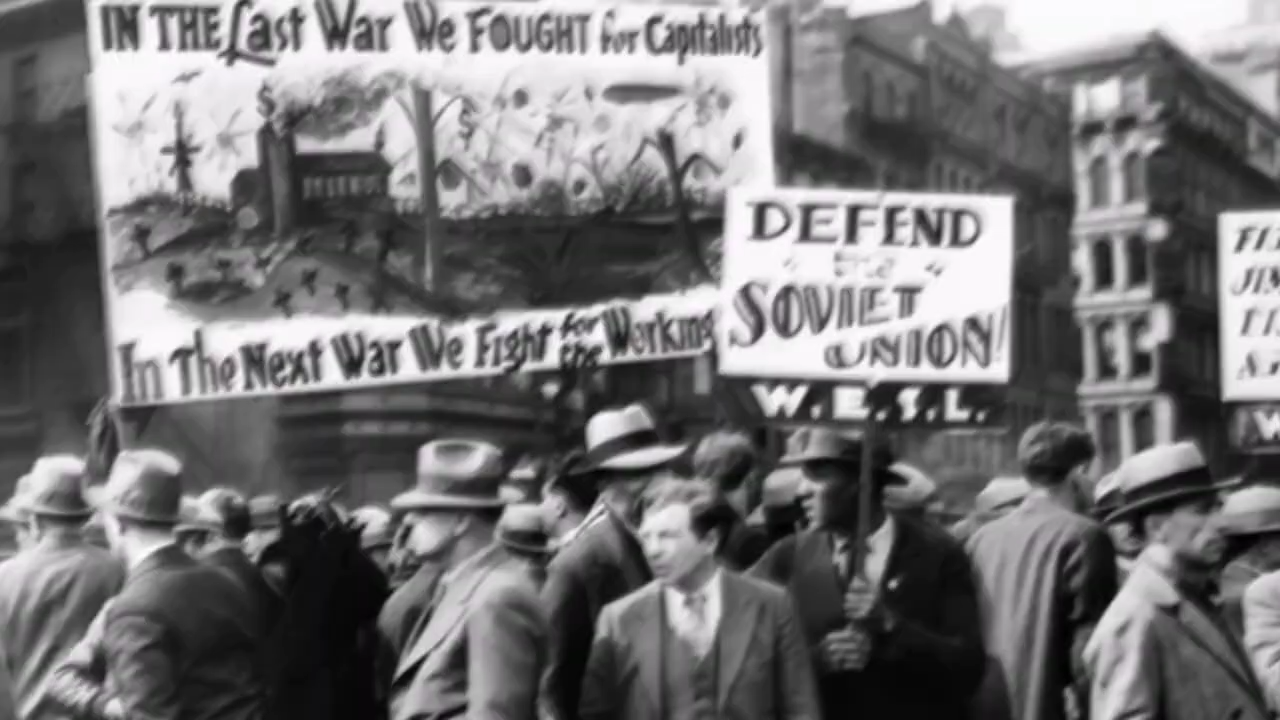 IN THE Last War We FOUGHT for Capitalists
In The Next War We Fight for the Working
DEFEND
the
SOVIET
UNION!
W.E.S.L.